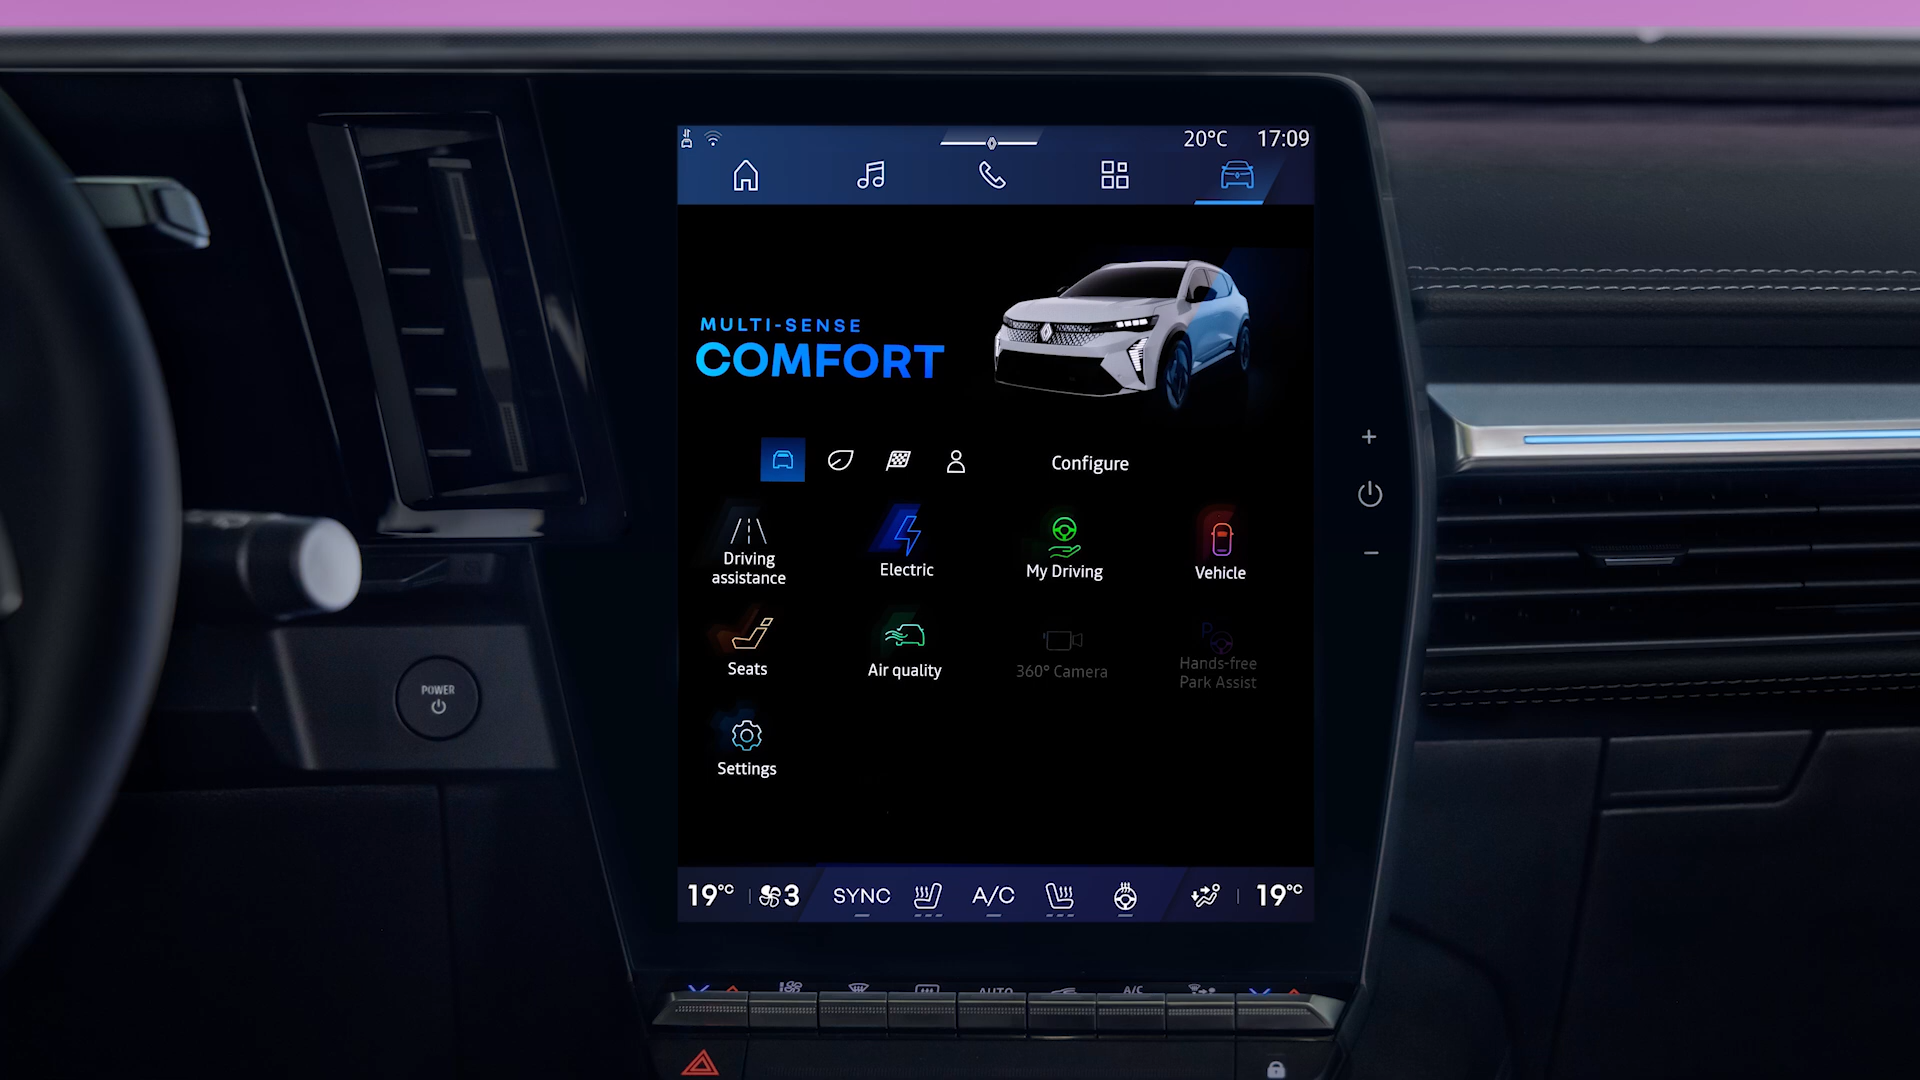 20°C 17:09
MULTI-SENSE
COMFORT
Configure
Driving
assistance
Electric
My Driving
Vehicle
Seats
Air quality
360° Camera
Hands-free
Park Assist
Settings
POWER
19°C 3 SYNC A/C 19°C
AUTO A/C